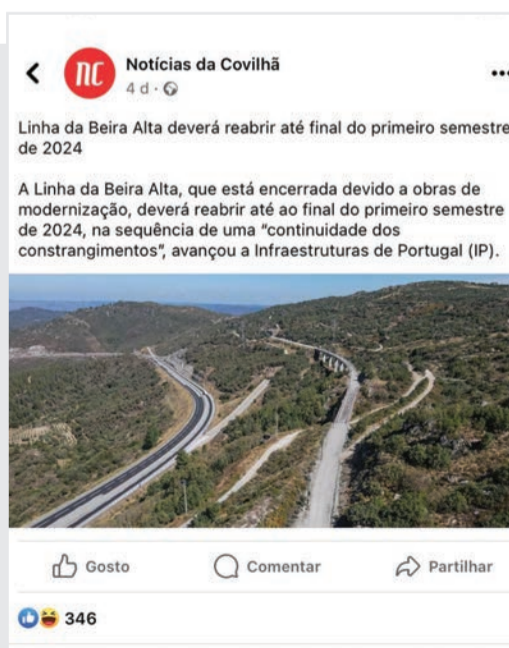 nc
Notícias da Covilhã
4 d ·
Linha da Beira Alta deverá reabrir até final do primeiro semestre
de 2024
A Linha da Beira Alta, que está encerrada devido a obras de
modernização, deverá reabrir até ao final do primeiro semestre
de 2024, na sequência de uma “continuidade dos
constrangimentos”, avançou a Infraestruturas de Portugal (IP).
Gosto
Comentar
Partilhar
346